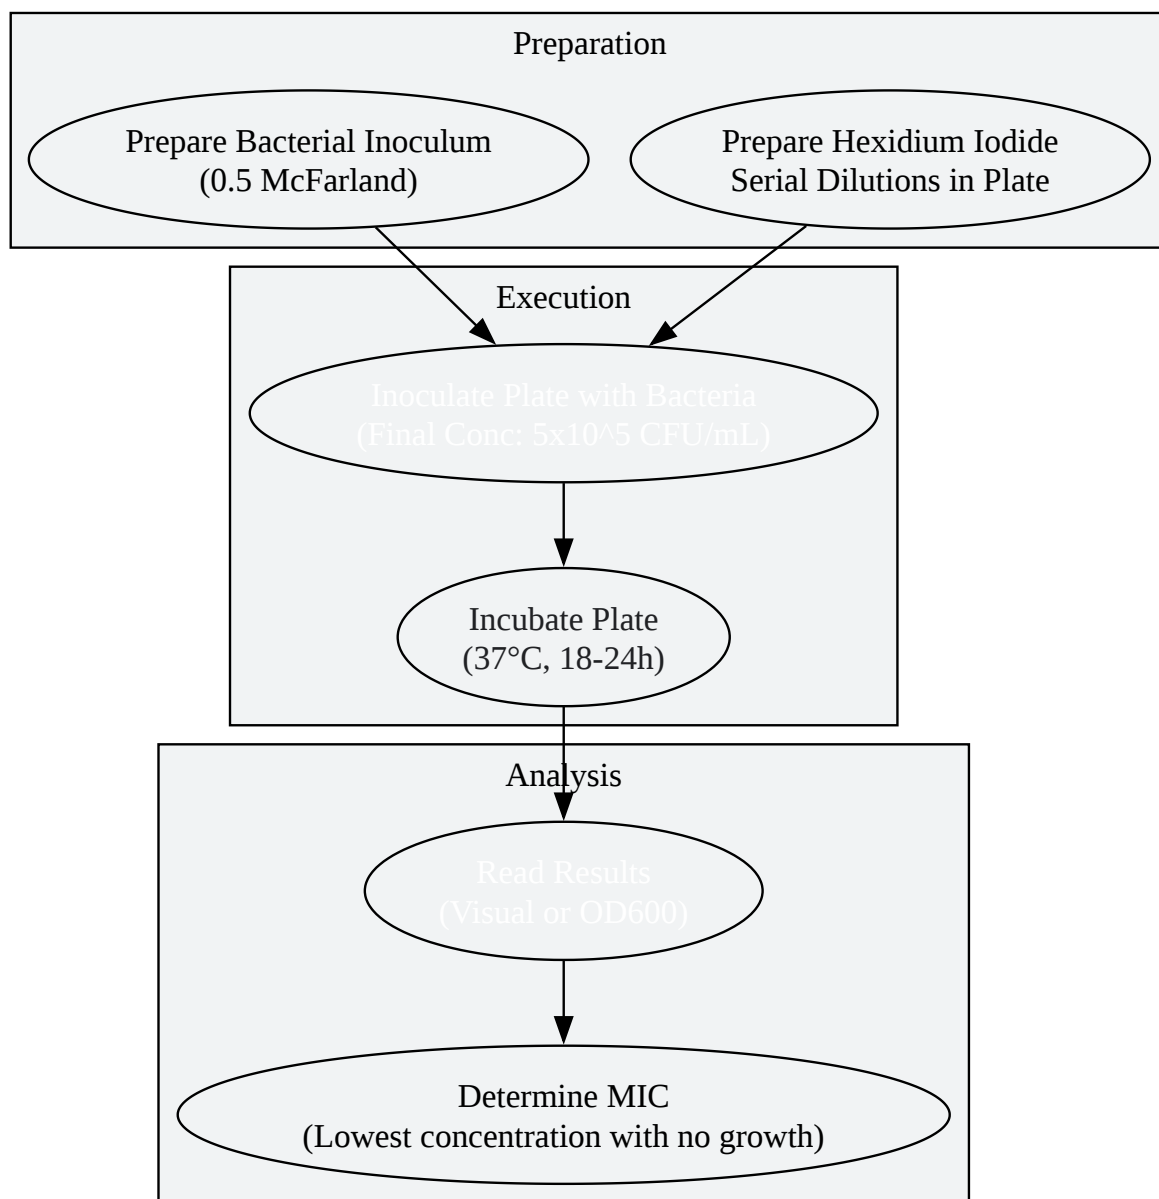 Preparation
Prepare Bacterial Inoculum
(0.5 McFarland)
Prepare Hexidium Iodide
Serial Dilutions in Plate
Execution
Inoculate Plate with Bacteria
(Final Conc: 5x10^5 CFU/mL)
Incubate Plate
(37°C, 18-24h)
Analysis
Read Results
(Visual or OD600)
Determine MIC
(Lowest concentration with no growth)